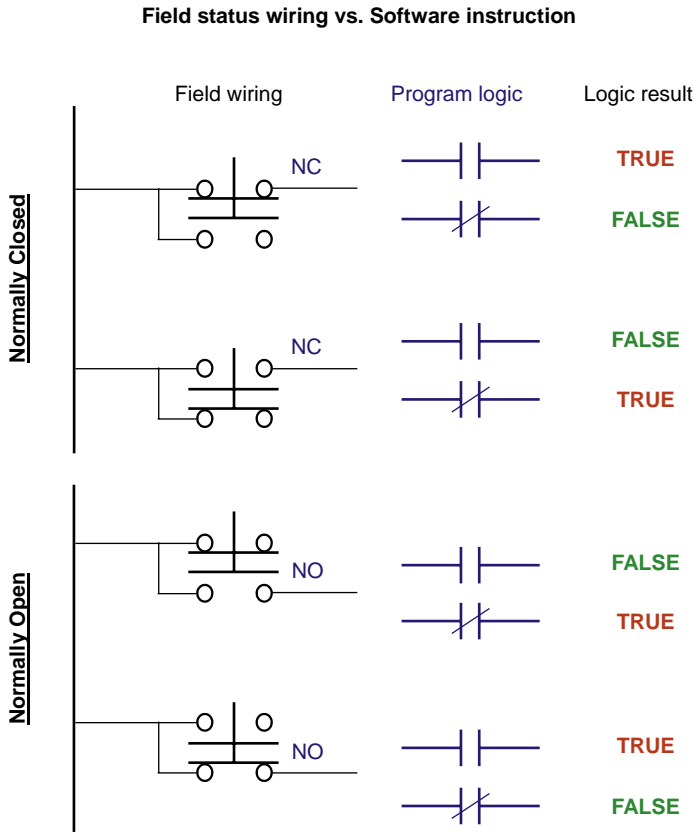 Field status wiring vs. Software instruction
Field wiring
Program logic
Logic result
Normally Closed
NC
TRUE
FALSE
NC
FALSE
TRUE
Normally Open
NO
FALSE
TRUE
NO
TRUE
FALSE